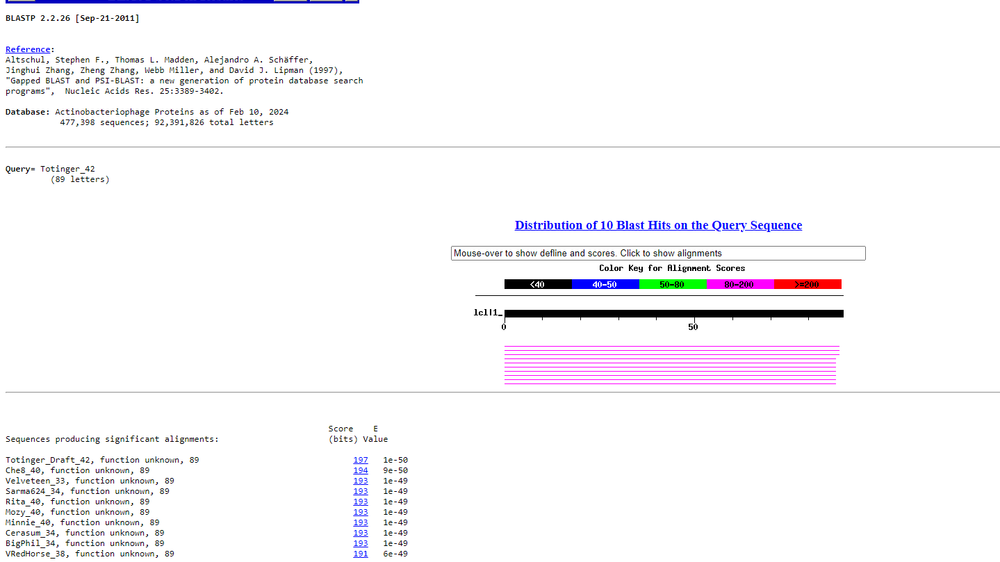 BLASTP 2.2.26 [Sep-21-2011]
Reference:
Altschul, Stephen F., Thomas L. Madden, Alejandro A. Schäffer,
Jinghui Zhang, Zheng Zhang, Webb Miller, and David J. Lipman (1997),
"Gapped BLAST and PSI-BLAST: a new generation of protein database search
programs",  Nucleic Acids Res. 25:3389-3402.
Database: Actinobacteriophage Proteins as of Feb 10, 2024
477,398 sequences; 92,391,826 total letters
Query= Totinger_42
(89 letters)
Distribution of 10 Blast Hits on the Query Sequence
Mouse-over to show defline and scores. Click to show alignments
Color Key for Alignment Scores
<40 40-50 50-80 80-200 >=200
lcl|1_
0 50
Score E
Sequences producing significant alignments: (bits) Value
Totinger_Draft_42, function unknown, 89 197 1e-50
Che8_40, function unknown, 89 194 9e-50
Velveteen_33, function unknown, 89 193 1e-49
Sarma624_34, function unknown, 89 193 1e-49
Rita_40, function unknown, 89 193 1e-49
Mozy_40, function unknown, 89 193 1e-49
Minnie_40, function unknown, 89 193 1e-49
Cerasum_34, function unknown, 89 193 1e-49
BigPhil_34, function unknown, 89 193 1e-49
VRedHorse_38, function unknown, 89 191 6e-49